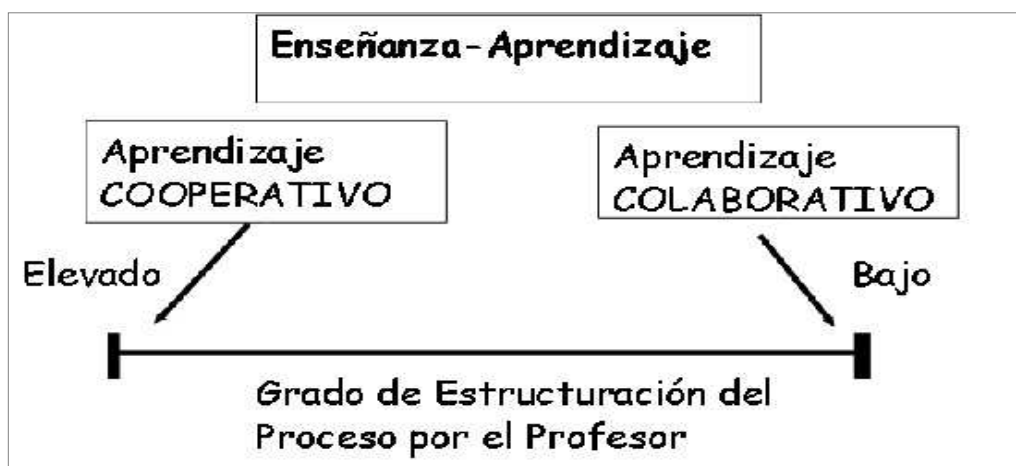 Enseñanza-Aprendizaje
Aprendizaje
COOPERATIVO
Aprendizaje
COLABORATIVO
Elevado
Bajo
Grado de Estructuración del
Proceso por el Profesor